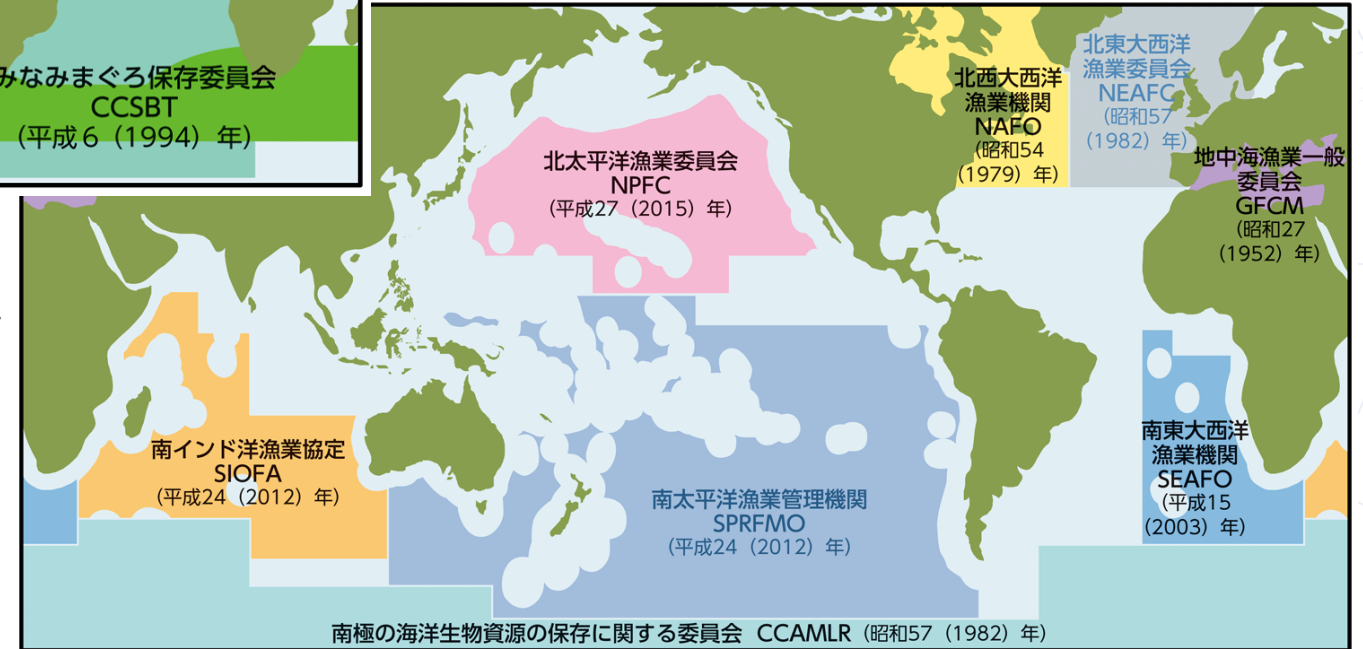 みなみまぐろ保存委員会
CCSBT
（平成６（1994）年）
北太平洋漁業委員会
NPFC
（平成27（2015）年）
北西大西洋
漁業機関
NAFO
（昭和54
（1979）年）
北東大西洋
漁業委員会
NEAFC
（昭和57
（1982）年）
地中海漁業一般
委員会
GFCM
（昭和27
（1952）年）
南インド洋漁業協定
SIOFA
（平成24（2012）年）
南太平洋漁業管理機関
SPRFMO
（平成24（2012）年）
南東大西洋
漁業機関
SEAFO
（平成15
（2003）年）
南極の海洋生物資源の保存に関する委員会 CCAMLR（昭和57（1982）年）